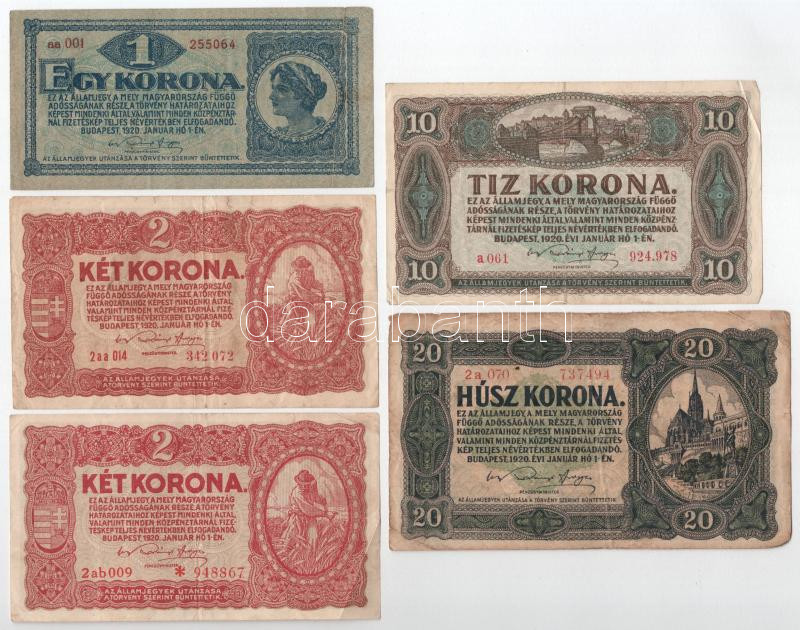 aa 001 1 255064
EGY KORONA.
EZ AZ ÁLLAMJEGY, A MELY MAGYARORSZÁG FÜGGŐ
ADÓSSÁGÁNAK RÉSZE, A TÖRVÉNY HATÁROZATAIHOZ
KÉPEST MINDENKI ÁLTAL, VALAMINT MINDEN KÖZPÉNZTÁR-
NÁL FIZETÉSKÉP TELJES NÉVÉRTÉKBEN ELFOGADANDÓ.
BUDAPEST, 1920. JANUÁR HÓ 1-ÉN.
PÉNZÜGYMINISTER.
AZ ÁLLAMJEGYEK UTÁNZÁSA A TÖRVÉNY SZERINT BÜNTETTETIK.
2
KÉT KORONA.
EZ AZ ÁLLAMJEGY, A MELY MAGYARORSZÁG
FÜGGŐ ADÓSSÁGÁNAK RÉSZE, A TÖRVÉNY
HATÁROZATAIHOZ KÉPEST MINDENKI ÁLTAL,
VALAMINT MINDEN KÖZPÉNZTÁRNÁL FIZE-
TÉSKÉP TELJES NÉVÉRTÉKBEN ELFOGADANDÓ.
BUDAPEST, 1920. JANUÁR HÓ 1-ÉN.
2aa 014 PÉNZÜGYMINISTER 342072
AZ ÁLLAMJEGYEK UTÁNZÁSA
A TÖRVÉNY SZERINT BÜNTETTETIK.
2
KÉT KORONA.
EZ AZ ÁLLAMJEGY, A MELY MAGYARORSZÁG
FÜGGŐ ADÓSSÁGÁNAK RÉSZE, A TÖRVÉNY
HATÁROZATAIHOZ KÉPEST MINDENKI ÁLTAL,
VALAMINT MINDEN KÖZPÉNZTÁRNÁL FIZE-
TÉSKÉP TELJES NÉVÉRTÉKBEN ELFOGADANDÓ.
BUDAPEST, 1920. JANUÁR HÓ 1-ÉN.
PÉNZÜGYMINISTER
2ab009 * 948867
AZ ÁLLAMJEGYEK UTÁNZÁSA
A TÖRVÉNY SZERINT BÜNTETTETIK.
10 10
TIZ KORONA.
EZ AZ ÁLLAMJEGY, A MELY MAGYARORSZÁG FÜGGŐ
ADÓSSÁGÁNAK RÉSZE, A TÖRVÉNY HATÁROZATAIHOZ
KÉPEST MINDENKI ÁLTAL, VALAMINT MINDEN KÖZPÉNZ-
TÁRNÁL FIZETÉSKÉP TELJES NÉVÉRTÉKBEN ELFOGADANDÓ.
BUDAPEST, 1920. ÉVI JANUÁR HÓ 1-ÉN.
10 a061 924.978 10
PÉNZÜGYMINISTER
AZ ÁLLAMJEGYEK UTÁNZÁSA A TÖRVÉNY SZERINT BÜNTETTETIK.
20 2a 070 737494 20
HÚSZ KORONA.
EZ AZ ÁLLAMJEGY, A MELY MAGYARORSZÁG
FÜGGŐ ADÓSSÁGÁNAK RÉSZE, A TÖRVÉNY
HATÁROZATAIHOZ KÉPEST MINDENKI ÁLTAL,
VALAMINT MINDEN KÖZPÉNZTÁRNÁL FIZETÉS-
KÉP TELJES NÉVÉRTÉKBEN ELFOGADANDÓ.
BUDAPEST, 1920. ÉVI JANUÁR HÓ 1-ÉN.
PÉNZÜGYMINISTER
20 20
AZ ÁLLAMJEGYEK UTÁNZÁSA A TÖRVÉNY SZERINT BÜNTETTETIK.
darabanth